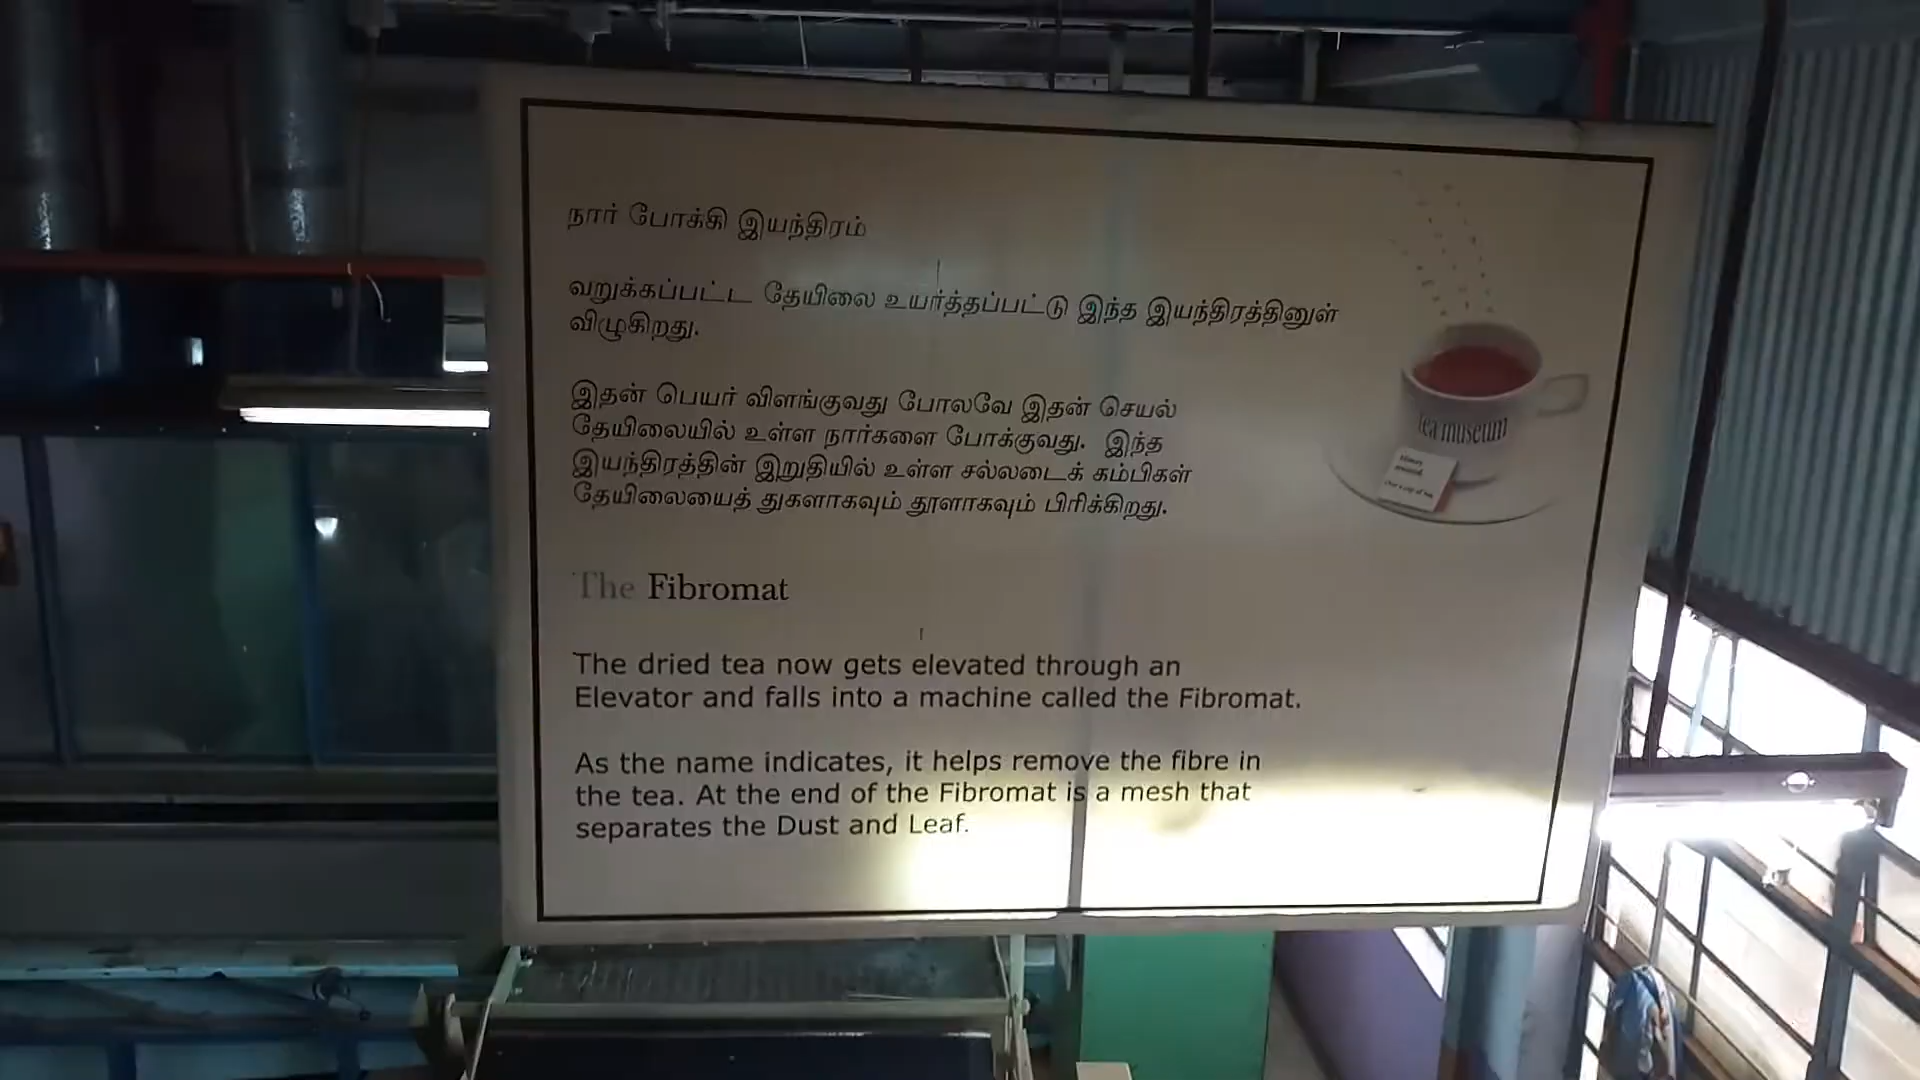 நார் போக்கி இயந்திரம்
வறுக்கப்பட்ட தேயிலை உயர்த்தப்பட்டு இந்த இயந்திரத்தினுள்
விழுகிறது.
இதன் பெயர் விளங்குவது போலவே இதன் செயல்
தேயிலையில் உள்ள நார்களை போக்குவது. இந்த
இயந்திரத்தின் இறுதியில் உள்ள சல்லடைக் கம்பிகள்
தேயிலையைத் துகளாகவும் தூளாகவும் பிரிக்கிறது.
tea museum
The Fibromat
The dried tea now gets elevated through an
Elevator and falls into a machine called the Fibromat.
As the name indicates, it helps remove the fibre in
the tea. At the end of the Fibromat is a mesh that
separates the Dust and Leaf.